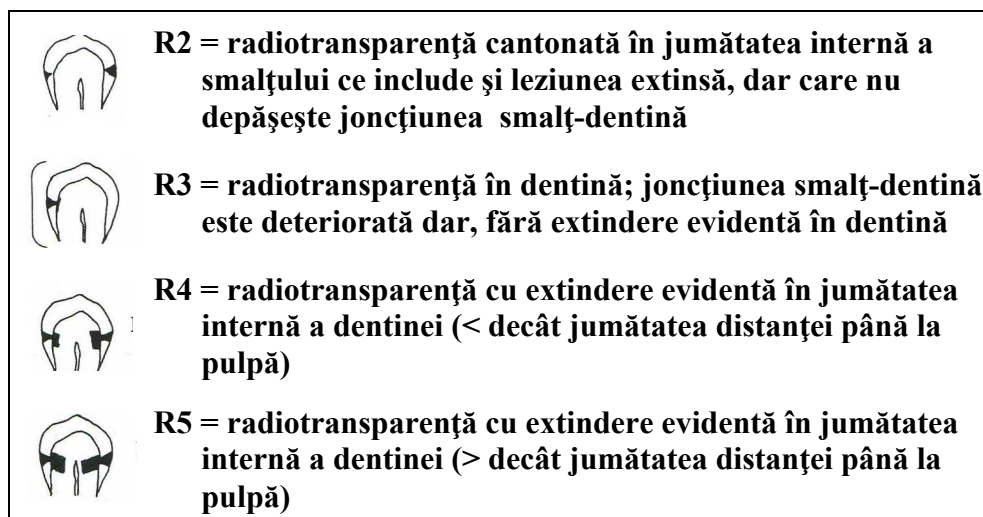 R2 = radiotransparenţă cantonată în jumătatea internă a
smalţului ce include şi leziunea extinsă, dar care nu
depăşeşte joncţiunea smalţ-dentină
R3 = radiotransparenţă în dentină; joncţiunea smalţ-dentină
este deteriorată dar, fără extindere evidentă în dentină
R4 = radiotransparenţă cu extindere evidentă în jumătatea
internă a dentinei (< decât jumătatea distanţei până la
pulpă)
R5 = radiotransparenţă cu extindere evidentă în jumătatea
internă a dentinei (> decât jumătatea distanţei până la
pulpă)